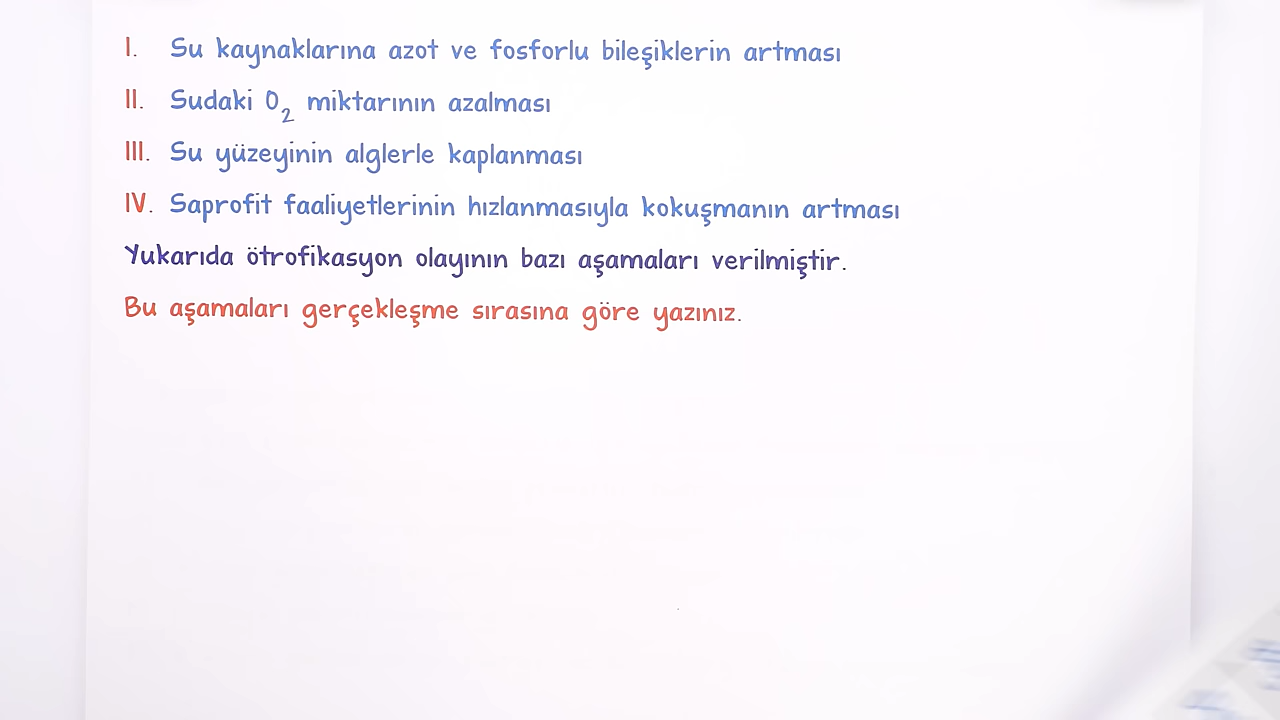 I. Su kaynaklarına azot ve fosforlu bileşiklerin artması
II. Sudaki O₂ miktarının azalması
III. Su yüzeyinin alglerle kaplanması
IV. Saprofit faaliyetlerinin hızlanmasıyla kokuşmanın artması
Yukarıda ötrofikasyon olayının bazı aşamaları verilmiştir.
Bu aşamaları gerçekleşme sırasına göre yazınız.